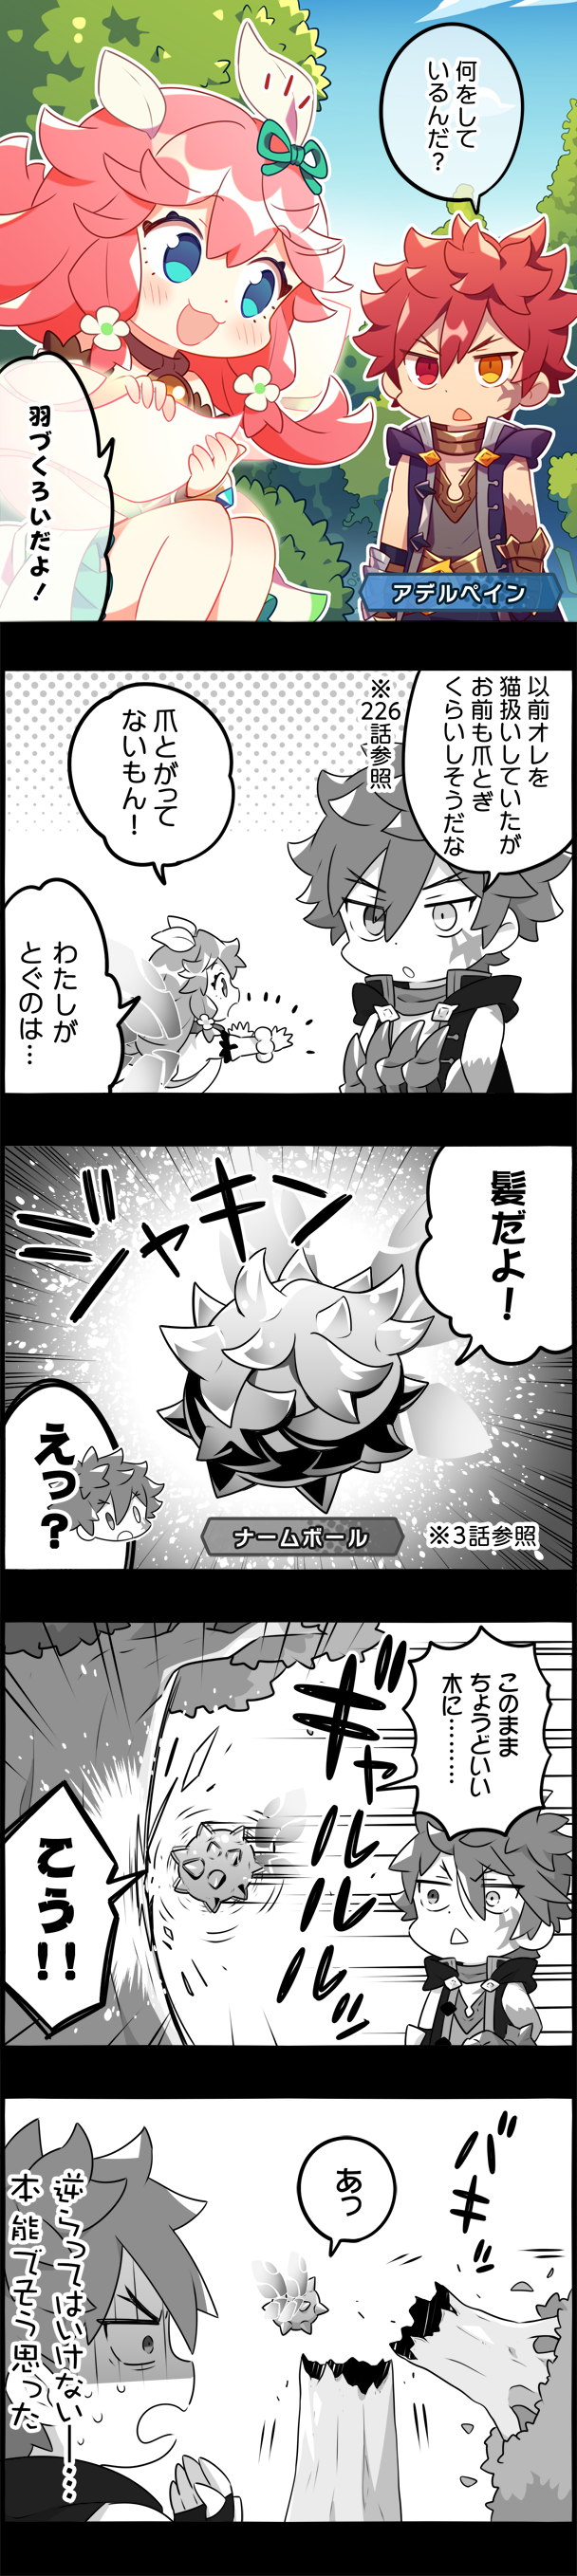 何をして
いるんだ？
羽づくろいだよ！
アデルペイン
以前オレを
猫扱いしていたが
お前も爪とぎ
くらいしそうだな
※
226
話参照
爪とがって
ないもん！
わたしが
とぐのは…
髪だよ！
ジャキン
えっ？
ナームボール
※3話参照
このまま
ちょうどいい
木に………
ギャルルルル
こう！！
バキッ
あっ
逆らってはいけない―…
本能でそう思った